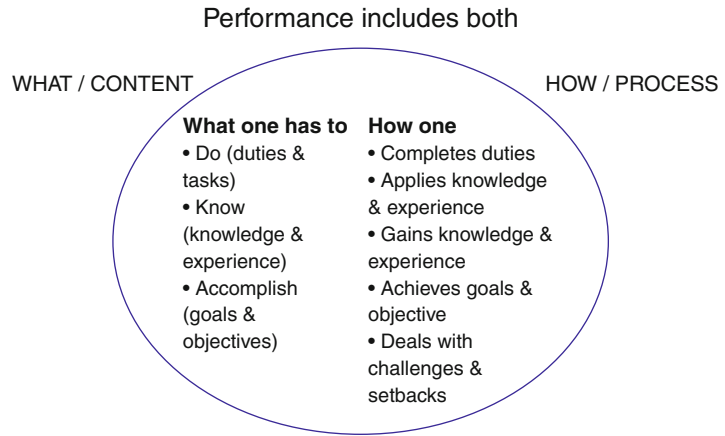 Performance includes both
WHAT / CONTENT
HOW / PROCESS
What one has to
• Do (duties &
tasks)
• Know
(knowledge &
experience)
• Accomplish
(goals &
objectives)
How one
• Completes duties
• Applies knowledge
& experience
• Gains knowledge &
experience
• Achieves goals &
objective
• Deals with
challenges &
setbacks